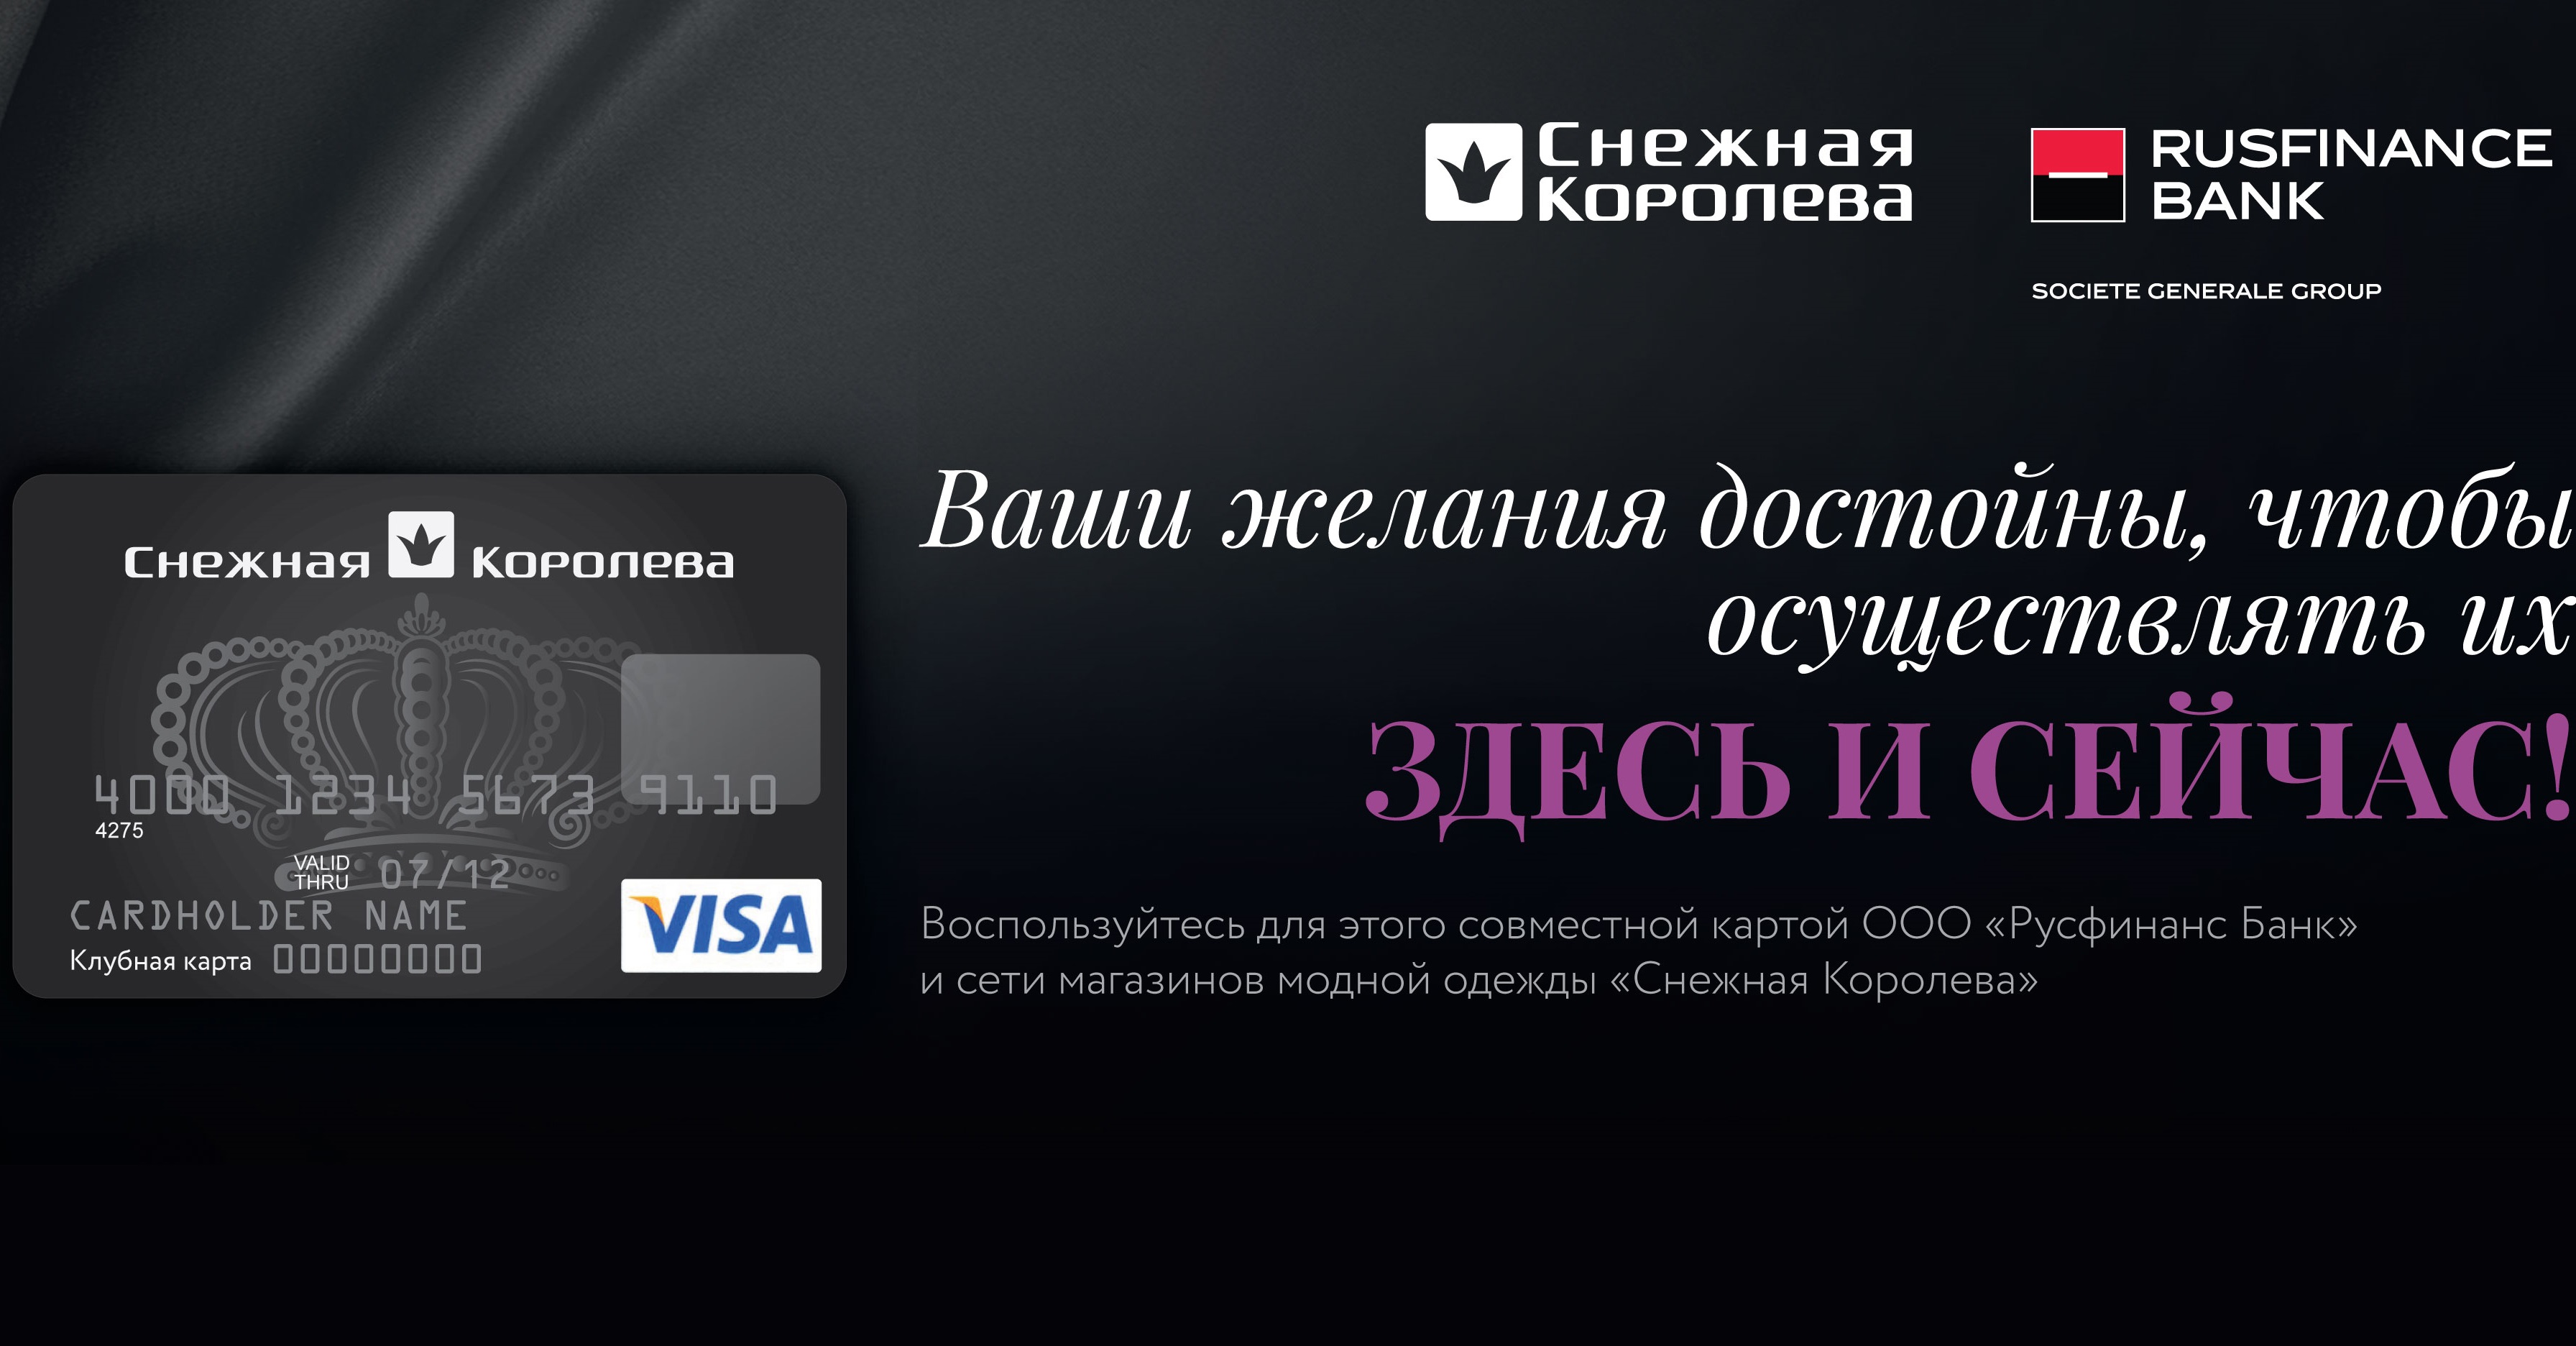 Снежная
Королева
RUSFINANCE
BANK
SOCIETE GENERALE GROUP
Снежная Королева
4000 1234 5673 9110
4275
VALID
THRU 07/12
CARDHOLDER NAME
Клубная карта 00000000
VISA
Ваши желания достойны, чтобы
осуществлять их
ЗДЕСЬ И СЕЙЧАС!
Воспользуйтесь для этого совместной картой ООО «Русфинанс Банк»
и сети магазинов модной одежды «Снежная Королева»